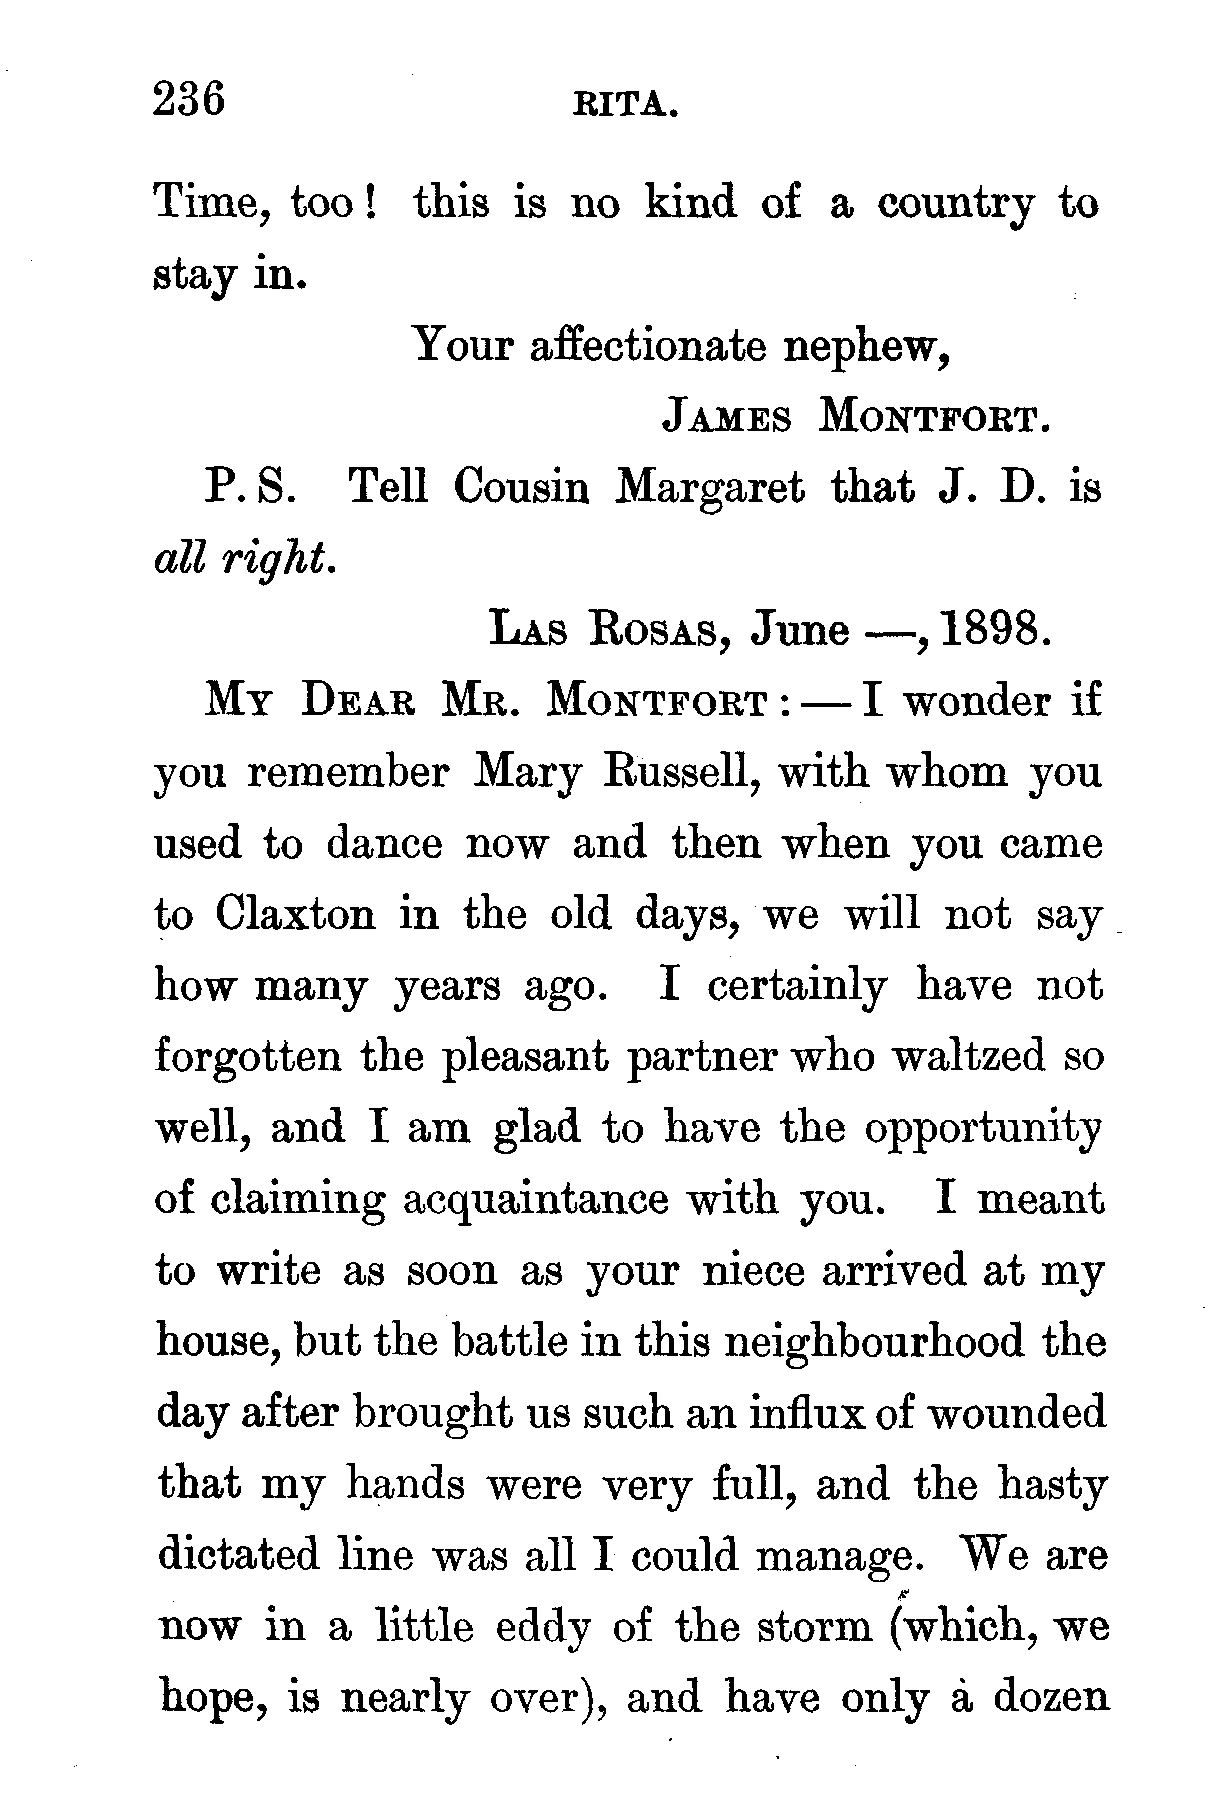 236 RITA.
Time, too! this is no kind of a country to
stay in.
Your affectionate nephew,
JAMES MONTFORT.
P. S. Tell Cousin Margaret that J. D. is
all right.
LAS ROSAS, June —, 1898.
MY DEAR MR. MONTFORT: — I wonder if
you remember Mary Russell, with whom you
used to dance now and then when you came
to Claxton in the old days, we will not say
how many years ago. I certainly have not
forgotten the pleasant partner who waltzed so
well, and I am glad to have the opportunity
of claiming acquaintance with you. I meant
to write as soon as your niece arrived at my
house, but the battle in this neighbourhood the
day after brought us such an influx of wounded
that my hands were very full, and the hasty
dictated line was all I could manage. We are
now in a little eddy of the storm (which, we
hope, is nearly over), and have only a dozen